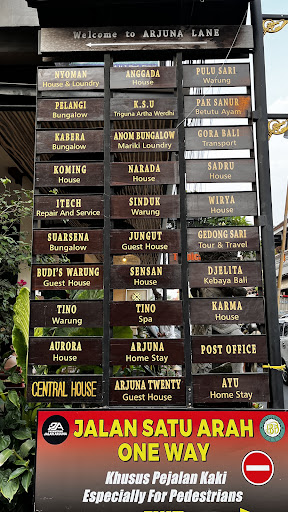 Welcome to ARJUNA LANE
NYOMAN
House & Loundry
ANGGADA
House
PULU SARI
Warung
PELANGI
Bungalow
K.S.U
Triguna Artha Werdhi
PAK SANUR
Betutu Ayam
KABERA
Bungalow
ANOM BUNGALOW
Mariki Loundry
GORA BALI
Transport
KOMING
House
NARADA
House
SADRU
House
ITECH
Repair And Service
SINDUK
Warung
WIRYA
House
SUARSENA
Bungalow
JUNGUT
Guest House
GEDONG SARI
Tour & Travel
BUDI'S WARUNG
Guest House
SENSAN
House
DJELITA
Kebaya Bali
TINO
Warung
TINO
Spa
KARMA
House
AURORA
House
ARJUNA
Home Stay
POST OFFICE
CENTRAL HOUSE
ARJUNA TWENTY
Guest House
AYU
Home Stay
JALAN SATU ARAH
ONE WAY
Khusus Pejalan Kaki
Especially For Pedestrians